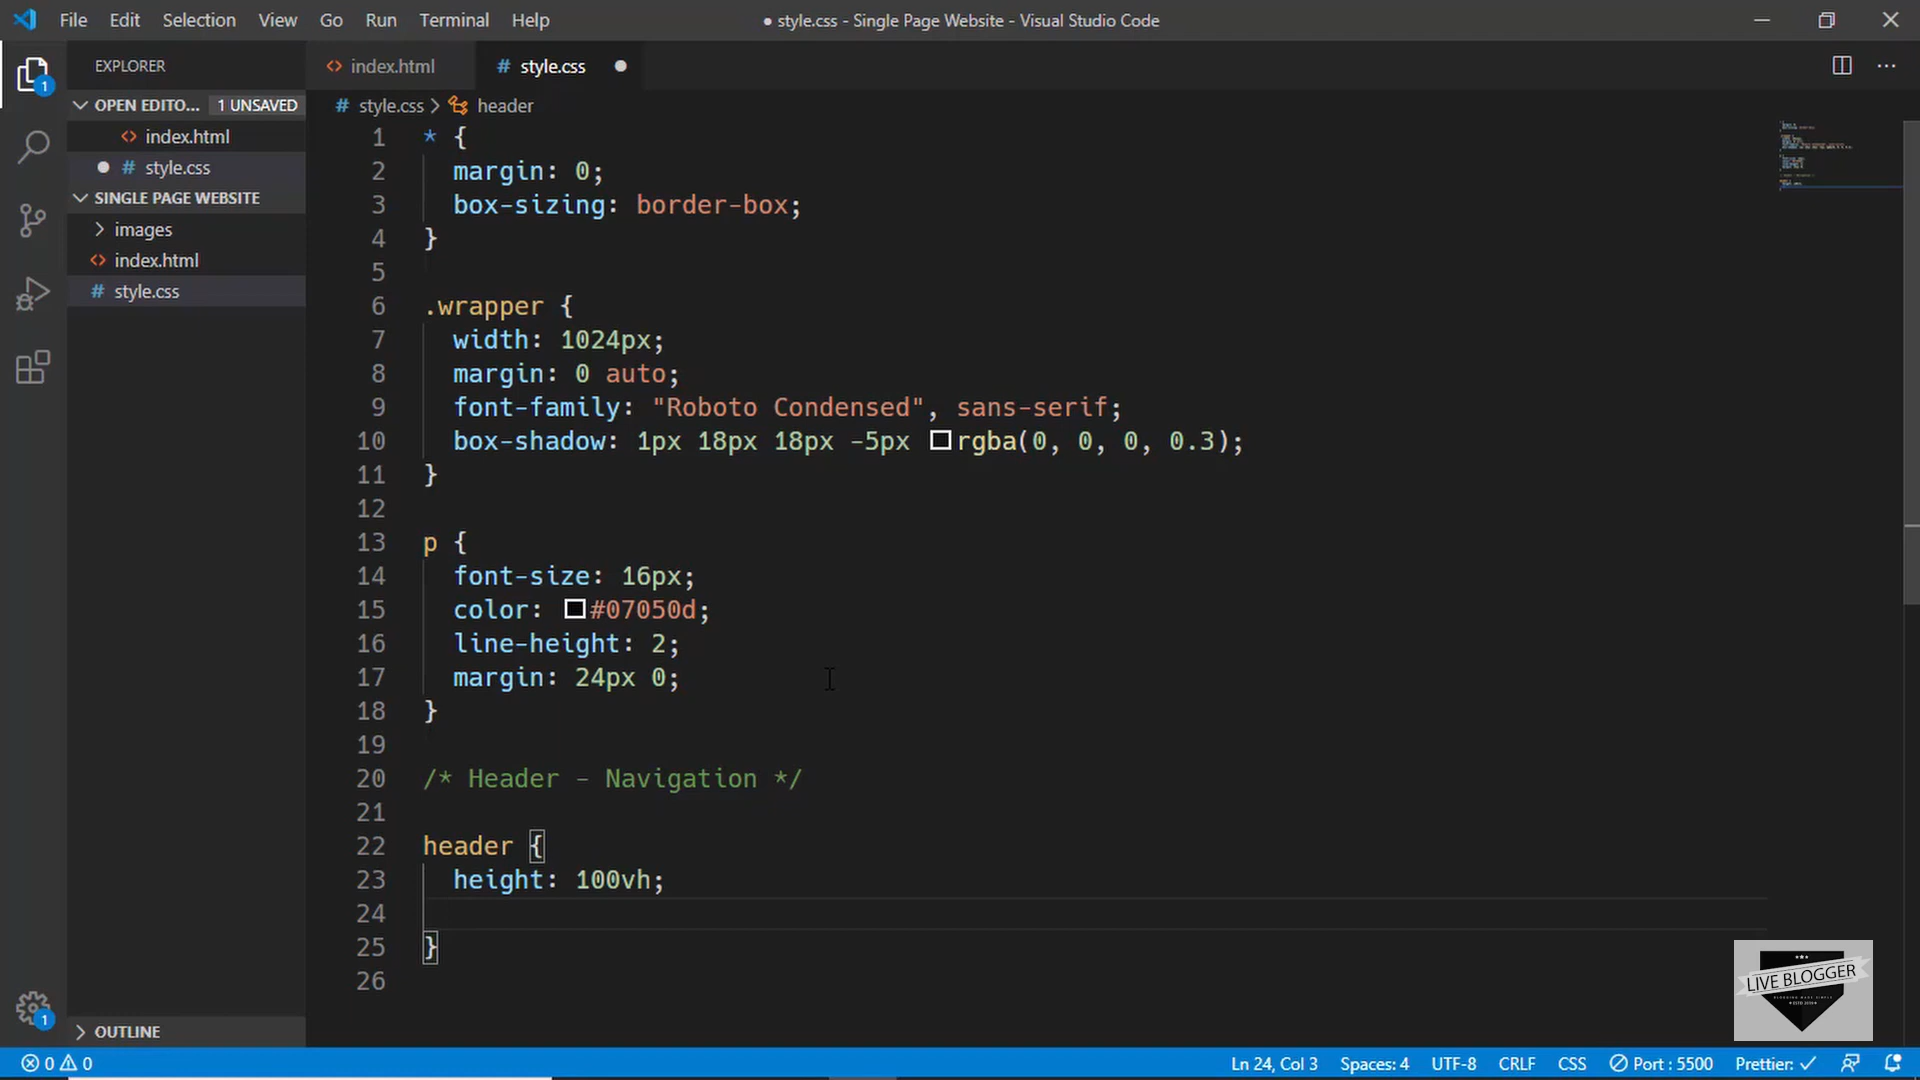 File Edit Selection View Go Run Terminal Help
● style.css - Single Page Website - Visual Studio Code
EXPLORER
OPEN EDITO... 1 UNSAVED
index.html
style.css
SINGLE PAGE WEBSITE
images
index.html
style.css
OUTLINE
1
1
index.html
# style.css
# style.css > header
1 * {
2 margin: 0;
3 box-sizing: border-box;
4 }
5
6 .wrapper {
7 width: 1024px;
8 margin: 0 auto;
9 font-family: "Roboto Condensed", sans-serif;
10 box-shadow: 1px 18px 18px -5px rgba(0, 0, 0, 0.3);
11 }
12
13 p {
14 font-size: 16px;
15 color: #07050d;
16 line-height: 2;
17 margin: 24px 0;
18 }
19
20 /* Header - Navigation */
21
22 header {
23 height: 100vh;
24
25 }
26
LIVE BLOGGER
0 0
Ln 24, Col 3 Spaces: 4 UTF-8 CRLF CSS Port : 5500 Prettier: ✓